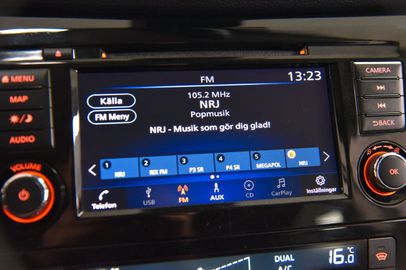 FM 13:23
MENU
CAMERA
105.2 MHz
Källa
NRJ
MAP
Popmusik
FM Meny
BACK
NRJ - Musik som gör dig glad!
AUDIO
VOLUME
1 NRJ 2 RIX FM 3 P3 SR 4 P4 SR 5 MEGAPOL 6 NRJ
Telefon USB FM AUX CD CarPlay Inställningar
DUAL
A/C
16.0 °C